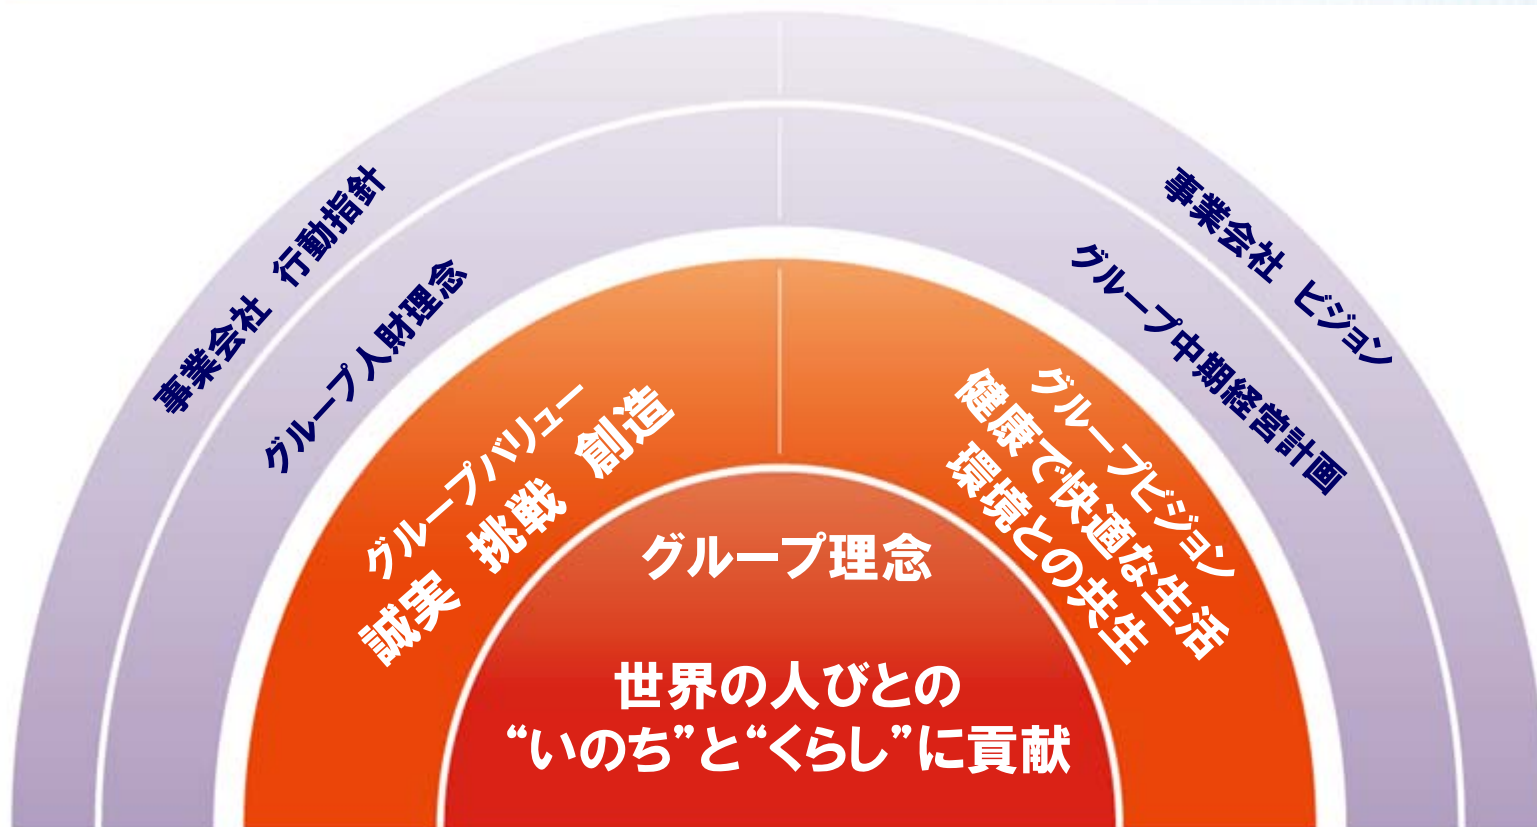 事業会社 行動指針
グループ人財理念
事業会社 ビジョン
グループ中期経営計画
グループバリュー
誠実 挑戦 創造
グループビジョン
健康で快適な生活
環境との共生
グループ理念
世界の人びとの
“いのち”と“くらし”に貢献